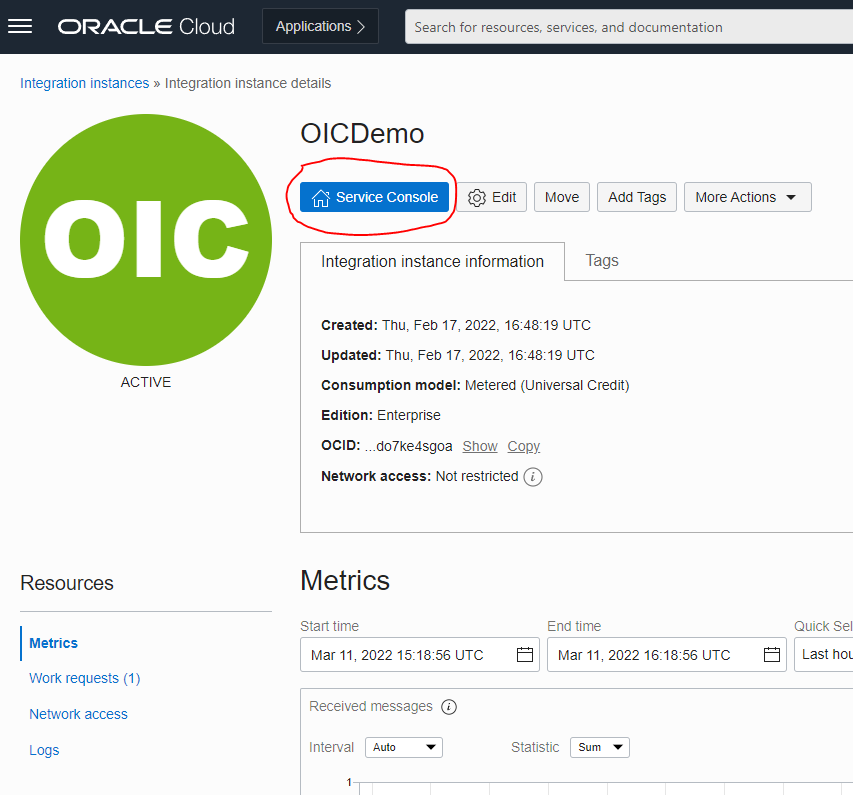 ORACLE Cloud
Applications
Search for resources, services, and documentation
Integration instances » Integration instance details
OIC
ACTIVE
OICDemo
Service Console
Edit
Move
Add Tags
More Actions
Integration instance information
Tags
Created: Thu, Feb 17, 2022, 16:48:19 UTC
Updated: Thu, Feb 17, 2022, 16:48:19 UTC
Consumption model: Metered (Universal Credit)
Edition: Enterprise
OCID: ...do7ke4sgoa Show Copy
Network access: Not restricted i
Resources
Metrics
Work requests (1)
Network access
Logs
Metrics
Start time
End time
Quick Sel
Mar 11, 2022 15:18:56 UTC
Mar 11, 2022 16:18:56 UTC
Last hou
Received messages i
Interval Auto
Statistic Sum
1